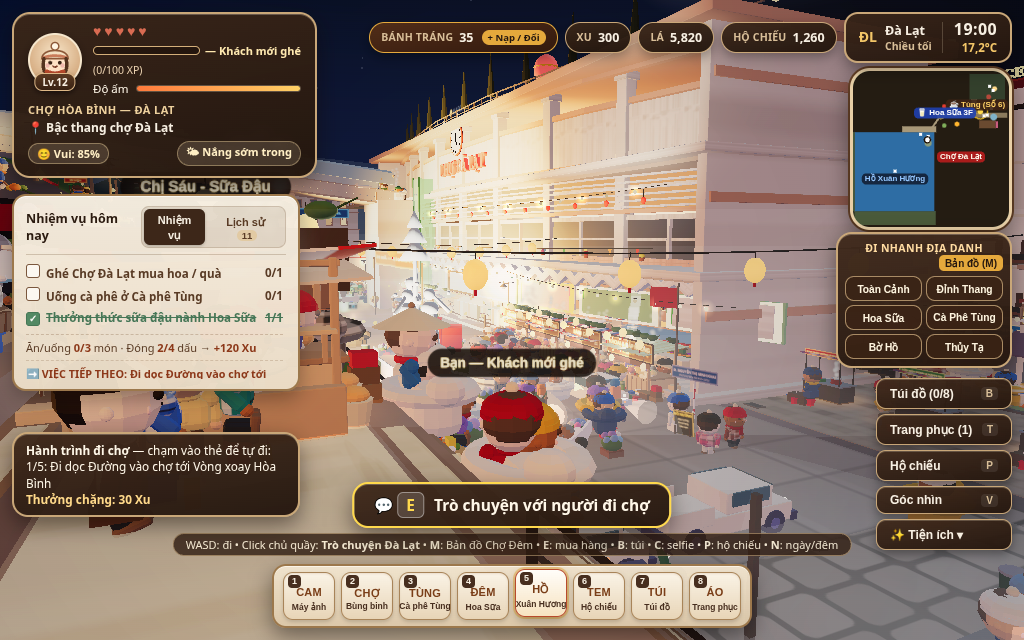 ♥♥♥♥♥
— Khách mới ghé
(0/100 XP)
Lv.12
Độ ấm
CHỢ HÒA BÌNH — ĐÀ LẠT
📍 Bậc thang chợ Đà Lạt
😊 Vui: 85%
🌤 Nắng sớm trong
BÁNH TRÁNG 35 + Nạp / Đổi
XU 300
LÁ 5,820
HỘ CHIẾU 1,260
ĐL Đà Lạt
Chiều tối
19:00
17,2°C
☕ Tùng (Số 6)
🥛 Hoa Sữa 3F
Chợ Đà Lạt
Hồ Xuân Hương
Chị Sáu - Sữa Đậu
Nhiệm vụ hôm nay
Nhiệm vụ
Lịch sử
11
Ghé Chợ Đà Lạt mua hoa / quả 0/1
Uống cà phê ở Cà phê Tùng 0/1
✓ Thưởng thức sữa đậu nành Hoa Sữa 1/1
Ăn/uống 0/3 món · Đóng 2/4 dấu → +120 Xu
➡️ VIỆC TIẾP THEO: Đi dọc Đường vào chợ tới
ĐI NHANH ĐỊA DANH
Bản đồ (M)
Toàn Cảnh
Đỉnh Thang
Hoa Sữa
Cà Phê Tùng
Bờ Hồ
Thủy Tạ
Bạn — Khách mới ghé
Túi đồ (0/8) B
Trang phục (1) T
Hộ chiếu P
Góc nhìn V
✨ Tiện ích ▾
Hành trình đi chợ — chạm vào thẻ để tự đi:
1/5: Đi dọc Đường vào chợ tới Vòng xoay Hòa
Bình
Thưởng chặng: 30 Xu
💬 E Trò chuyện với người đi chợ
WASD: đi • Click chủ quầy: Trò chuyện Đà Lạt • M: Bản đồ Chợ Đêm • E: mua hàng • B: túi • C: selfie • P: hộ chiếu • N: ngày/đêm
1 CAM
Máy ảnh
2 CHỢ
Bùng binh
3 TÙNG
Cà phê Tùng
4 ĐÊM
Hoa Sữa
5 HỒ
Xuân Hương
6 TEM
Hộ chiếu
7 TÚI
Túi đồ
8 ÁO
Trang phục